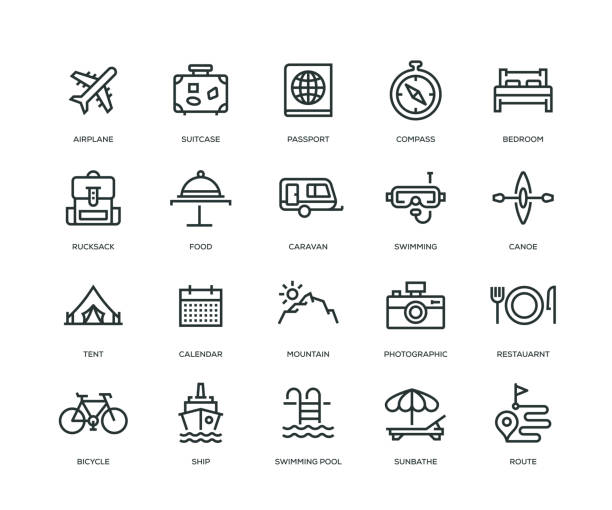 AIRPLANE SUITCASE PASSPORT COMPASS BEDROOM
RUCKSACK FOOD CARAVAN SWIMMING CANOE
TENT CALENDAR MOUNTAIN PHOTOGRAPHIC RESTAUARNT
BICYCLE SHIP SWIMMING POOL SUNBATHE ROUTE